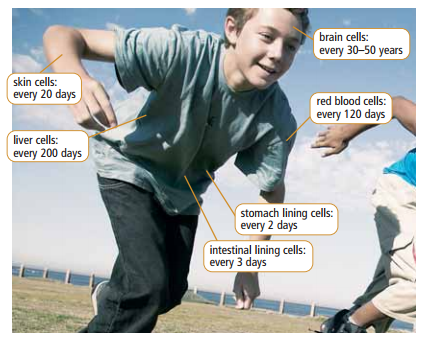 brain cells:
every 30–50 years
skin cells:
every 20 days
red blood cells:
every 120 days
liver cells:
every 200 days
stomach lining cells:
every 2 days
intestinal lining cells:
every 3 days